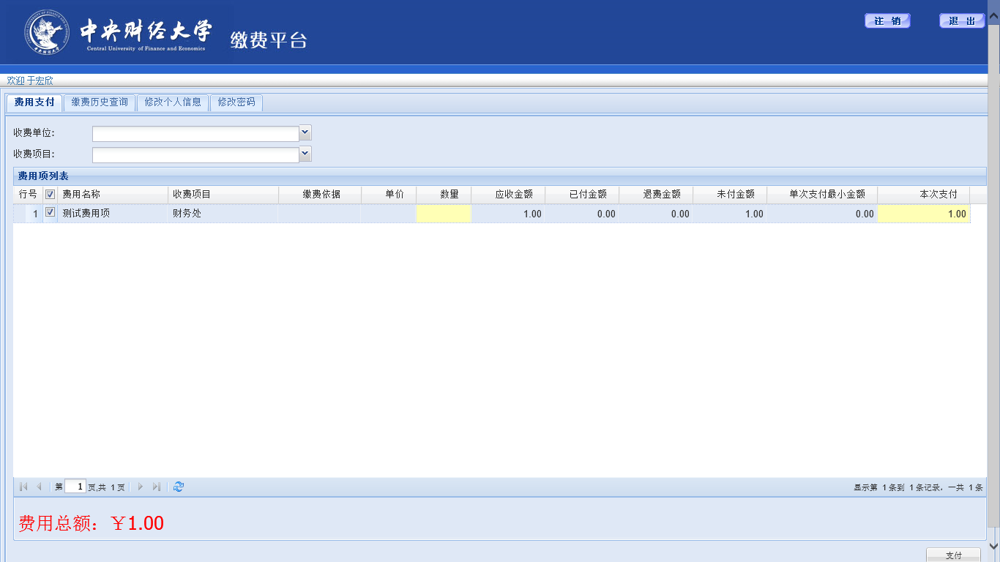 中央财经大学 缴费平台 注 销 退 出
Central University of Finance and Economics
欢迎 于宏欣
费用支付 缴费历史查询 修改个人信息 修改密码
收费单位:
收费项目:
费用项列表
行号 费用名称 收费项目 缴费依据 单价 数量 应收金额 已付金额 退费金额 未付金额 单次支付最小金额 本次支付
1 测试费用项 财务处 1.00 0.00 0.00 1.00 0.00 1.00
第 1 页,共 1 页 显示第 1 条到 1 条记录，一共 1 条
费用总额：￥1.00
支付